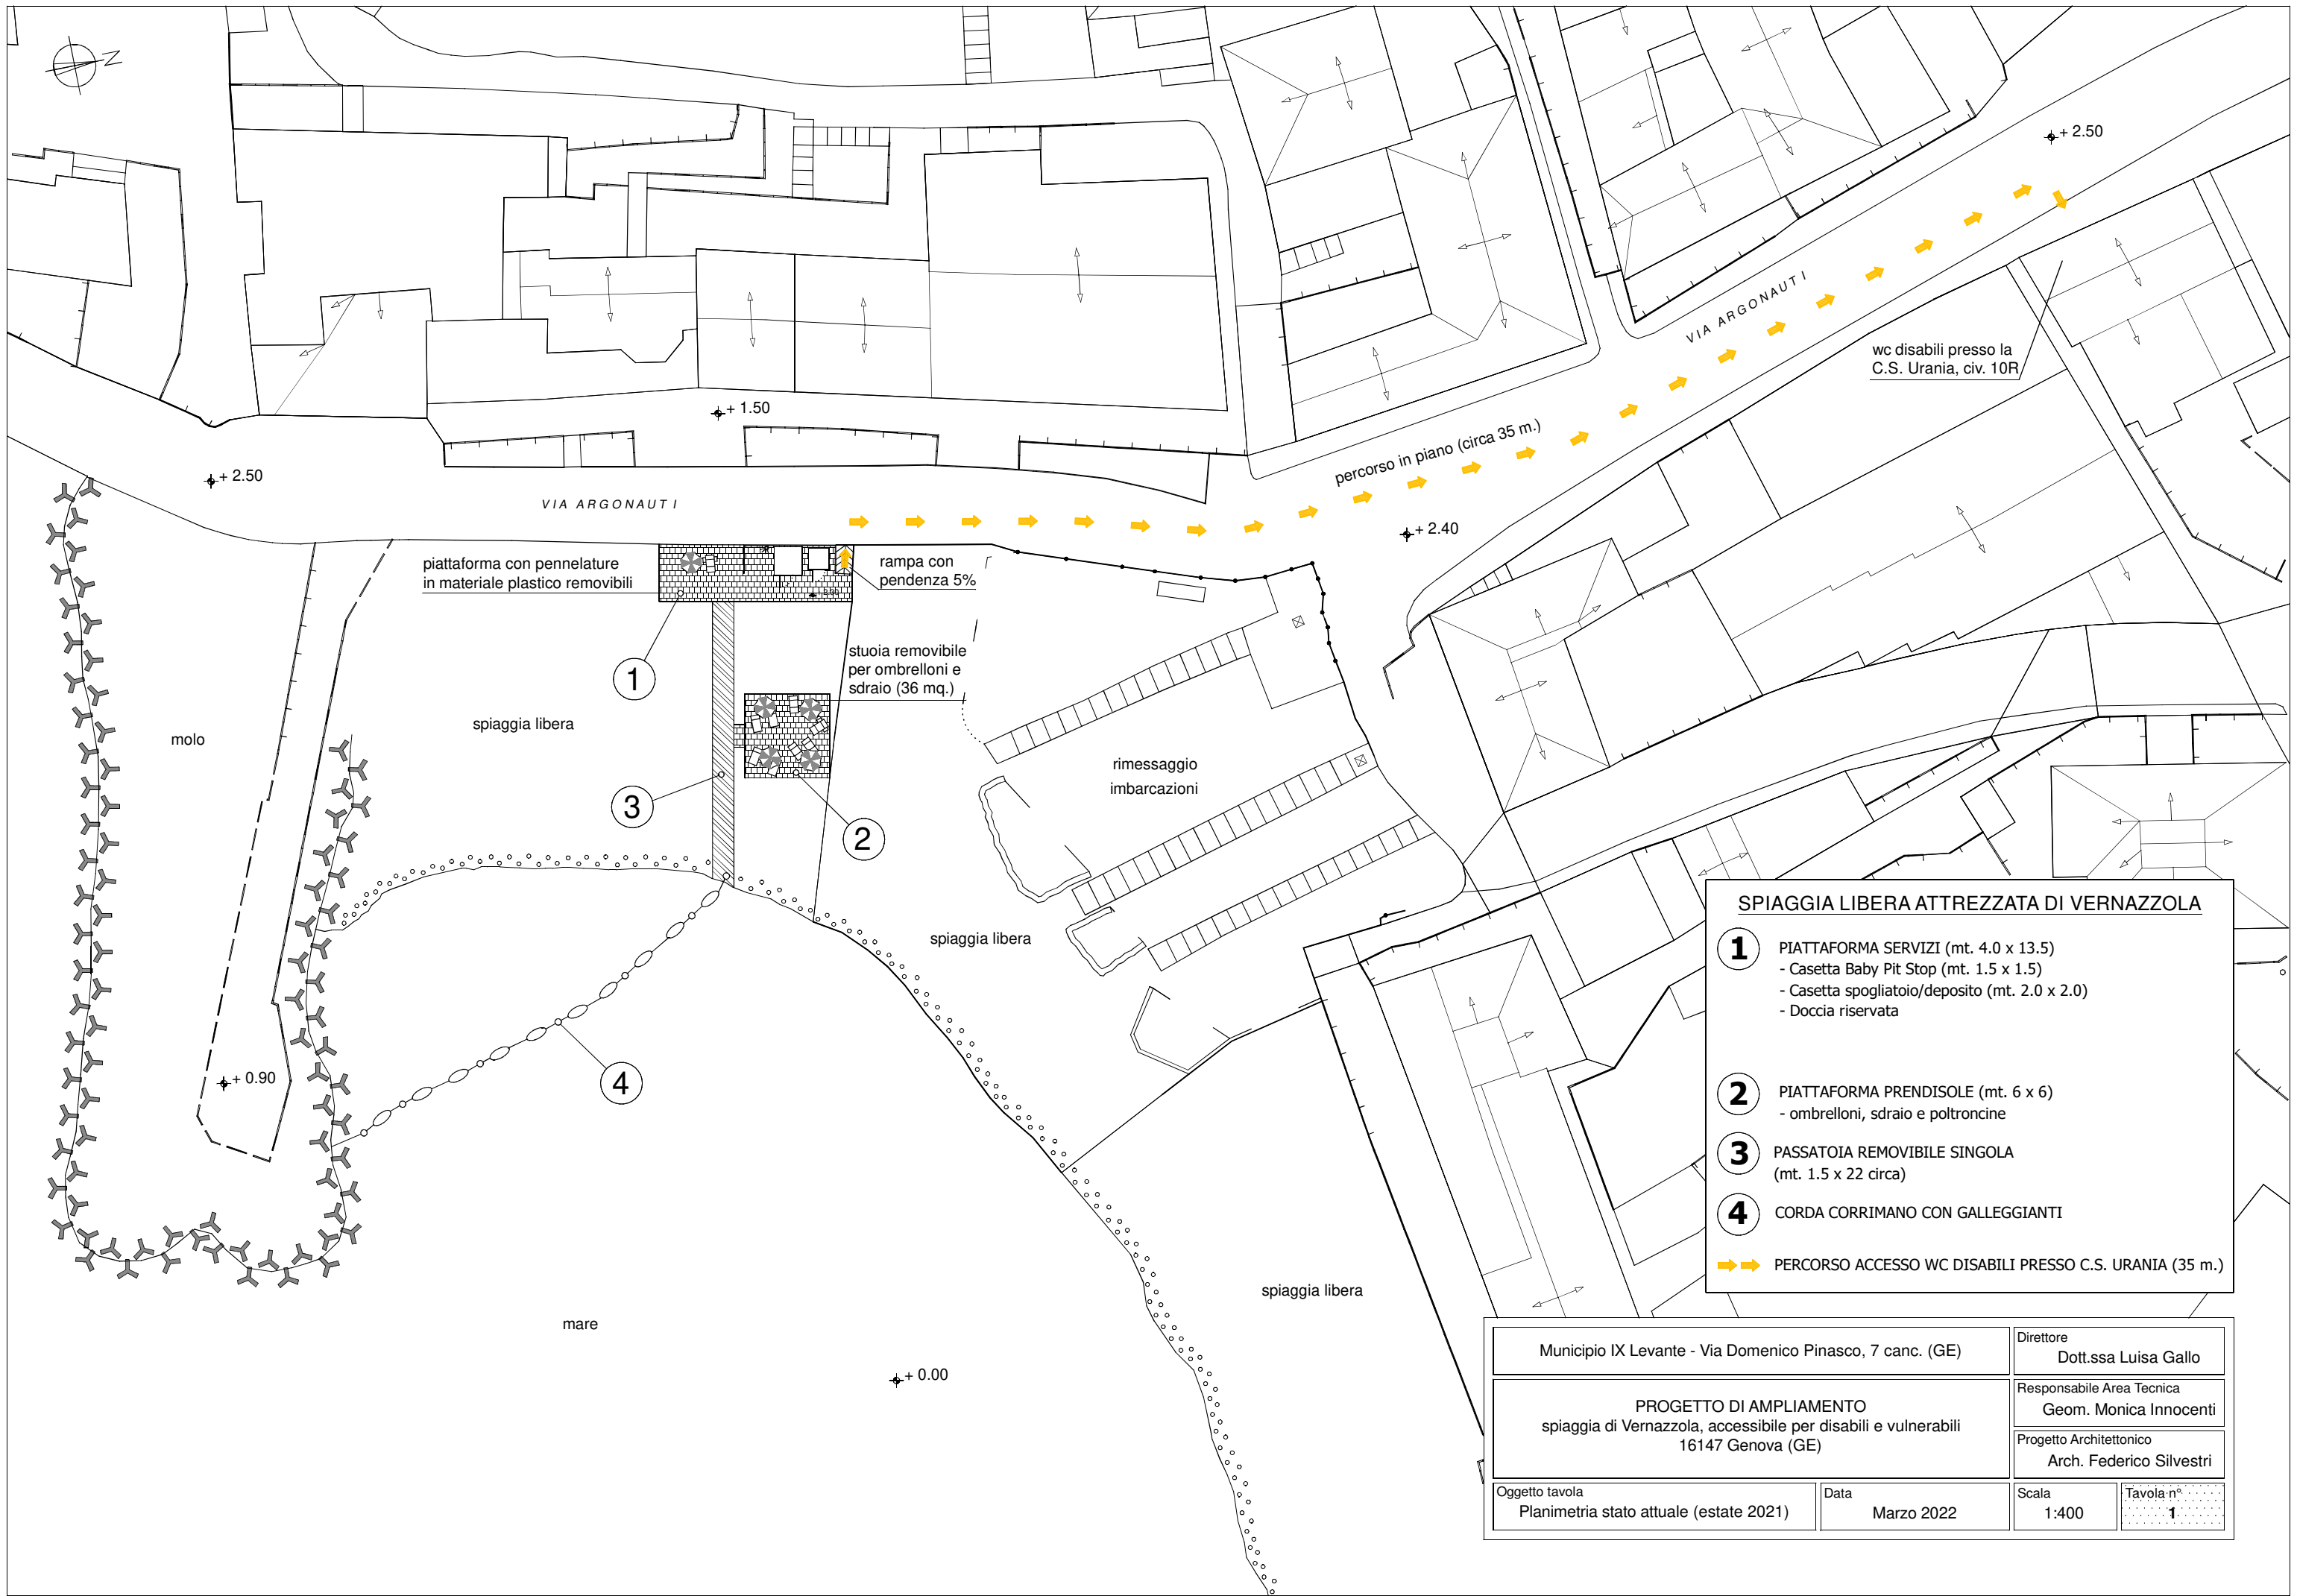 N
+ 2.50
VIA ARGONAUTI
wc disabili presso la
C.S. Urania, civ. 10R
+ 1.50
percorso in piano (circa 35 m.)
+ 2.50
VIA ARGONAUTI
+ 2.40
piattaforma con pennelature
in materiale plastico removibili
rampa con
pendenza 5%
1
stuoia removibile
per ombrelloni e
sdraio (36 mq.)
spiaggia libera
molo
rimessaggio
imbarcazioni
3
2
spiaggia libera
4
+ 0.90
spiaggia libera
mare
+ 0.00
SPIAGGIA LIBERA ATTREZZATA DI VERNAZZOLA
1
PIATTAFORMA SERVIZI (mt. 4.0 x 13.5)
- Casetta Baby Pit Stop (mt. 1.5 x 1.5)
- Casetta spogliatoio/deposito (mt. 2.0 x 2.0)
- Doccia riservata
2
PIATTAFORMA PRENDISOLE (mt. 6 x 6)
- ombrelloni, sdraio e poltroncine
3
PASSATOIA REMOVIBILE SINGOLA
(mt. 1.5 x 22 circa)
4
CORDA CORRIMANO CON GALLEGGIANTI
PERCORSO ACCESSO WC DISABILI PRESSO C.S. URANIA (35 m.)
Municipio IX Levante - Via Domenico Pinasco, 7 canc. (GE)
Direttore
Dott.ssa Luisa Gallo
PROGETTO DI AMPLIAMENTO
spiaggia di Vernazzola, accessibile per disabili e vulnerabili
16147 Genova (GE)
Responsabile Area Tecnica
Geom. Monica Innocenti
Progetto Architettonico
Arch. Federico Silvestri
Oggetto tavola
Planimetria stato attuale (estate 2021)
Data
Marzo 2022
Scala
1:400
Tavola n°
1